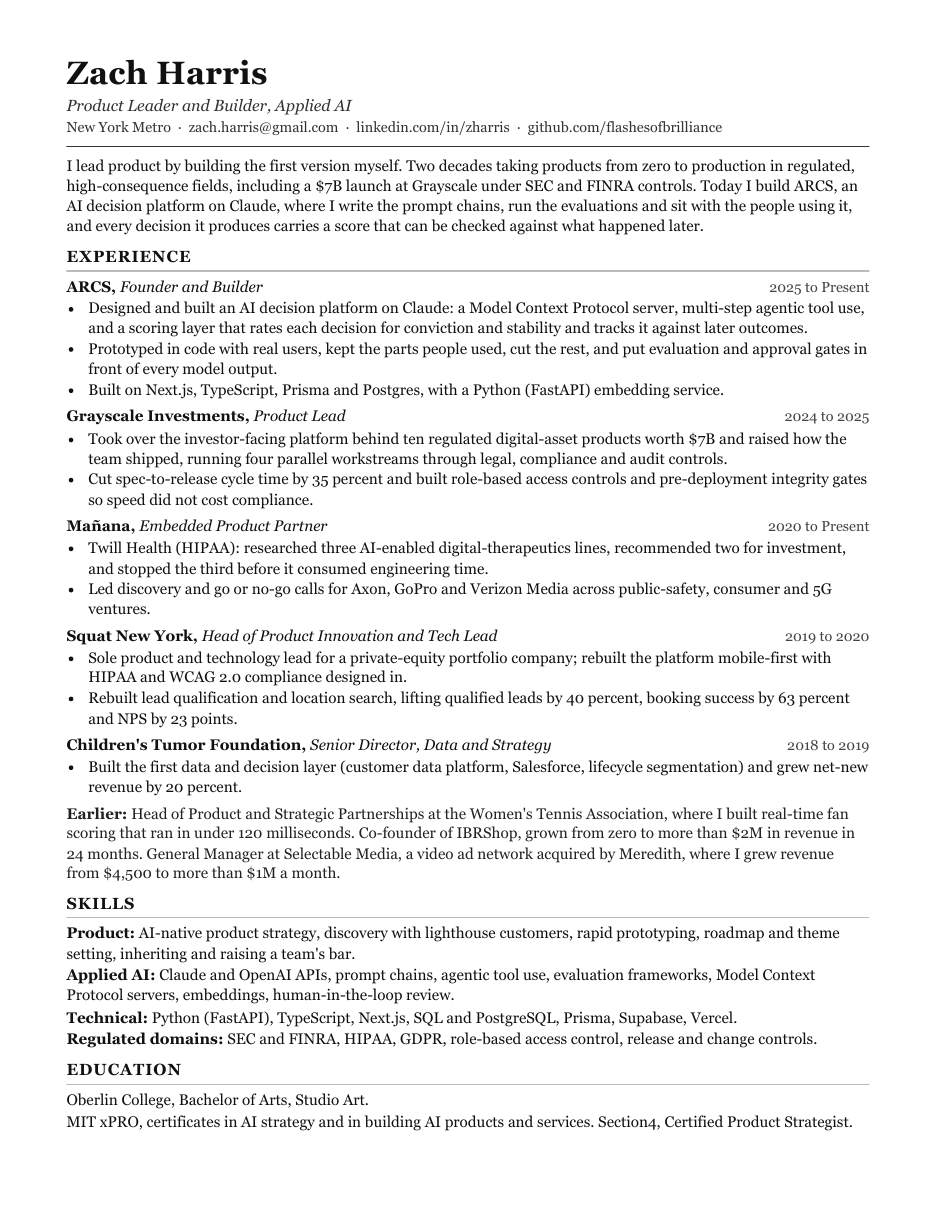 Zach Harris
Product Leader and Builder, Applied AI
New York Metro · zach.harris@gmail.com · linkedin.com/in/zharris · github.com/flashesofbrilliance
I lead product by building the first version myself. Two decades taking products from zero to production in regulated,
high-consequence fields, including a $7B launch at Grayscale under SEC and FINRA controls. Today I build ARCS, an
AI decision platform on Claude, where I write the prompt chains, run the evaluations and sit with the people using it,
and every decision it produces carries a score that can be checked against what happened later.
EXPERIENCE
ARCS, Founder and Builder 2025 to Present
• Designed and built an AI decision platform on Claude: a Model Context Protocol server, multi-step agentic tool use,
and a scoring layer that rates each decision for conviction and stability and tracks it against later outcomes.
• Prototyped in code with real users, kept the parts people used, cut the rest, and put evaluation and approval gates in
front of every model output.
• Built on Next.js, TypeScript, Prisma and Postgres, with a Python (FastAPI) embedding service.
Grayscale Investments, Product Lead 2024 to 2025
• Took over the investor-facing platform behind ten regulated digital-asset products worth $7B and raised how the
team shipped, running four parallel workstreams through legal, compliance and audit controls.
• Cut spec-to-release cycle time by 35 percent and built role-based access controls and pre-deployment integrity gates
so speed did not cost compliance.
Mañana, Embedded Product Partner 2020 to Present
• Twill Health (HIPAA): researched three AI-enabled digital-therapeutics lines, recommended two for investment,
and stopped the third before it consumed engineering time.
• Led discovery and go or no-go calls for Axon, GoPro and Verizon Media across public-safety, consumer and 5G
ventures.
Squat New York, Head of Product Innovation and Tech Lead 2019 to 2020
• Sole product and technology lead for a private-equity portfolio company; rebuilt the platform mobile-first with
HIPAA and WCAG 2.0 compliance designed in.
• Rebuilt lead qualification and location search, lifting qualified leads by 40 percent, booking success by 63 percent
and NPS by 23 points.
Children's Tumor Foundation, Senior Director, Data and Strategy 2018 to 2019
• Built the first data and decision layer (customer data platform, Salesforce, lifecycle segmentation) and grew net-new
revenue by 20 percent.
Earlier: Head of Product and Strategic Partnerships at the Women's Tennis Association, where I built real-time fan
scoring that ran in under 120 milliseconds. Co-founder of IBRShop, grown from zero to more than $2M in revenue in
24 months. General Manager at Selectable Media, a video ad network acquired by Meredith, where I grew revenue
from $4,500 to more than $1M a month.
SKILLS
Product: AI-native product strategy, discovery with lighthouse customers, rapid prototyping, roadmap and theme
setting, inheriting and raising a team's bar.
Applied AI: Claude and OpenAI APIs, prompt chains, agentic tool use, evaluation frameworks, Model Context
Protocol servers, embeddings, human-in-the-loop review.
Technical: Python (FastAPI), TypeScript, Next.js, SQL and PostgreSQL, Prisma, Supabase, Vercel.
Regulated domains: SEC and FINRA, HIPAA, GDPR, role-based access control, release and change controls.
EDUCATION
Oberlin College, Bachelor of Arts, Studio Art.
MIT xPRO, certificates in AI strategy and in building AI products and services. Section4, Certified Product Strategist.